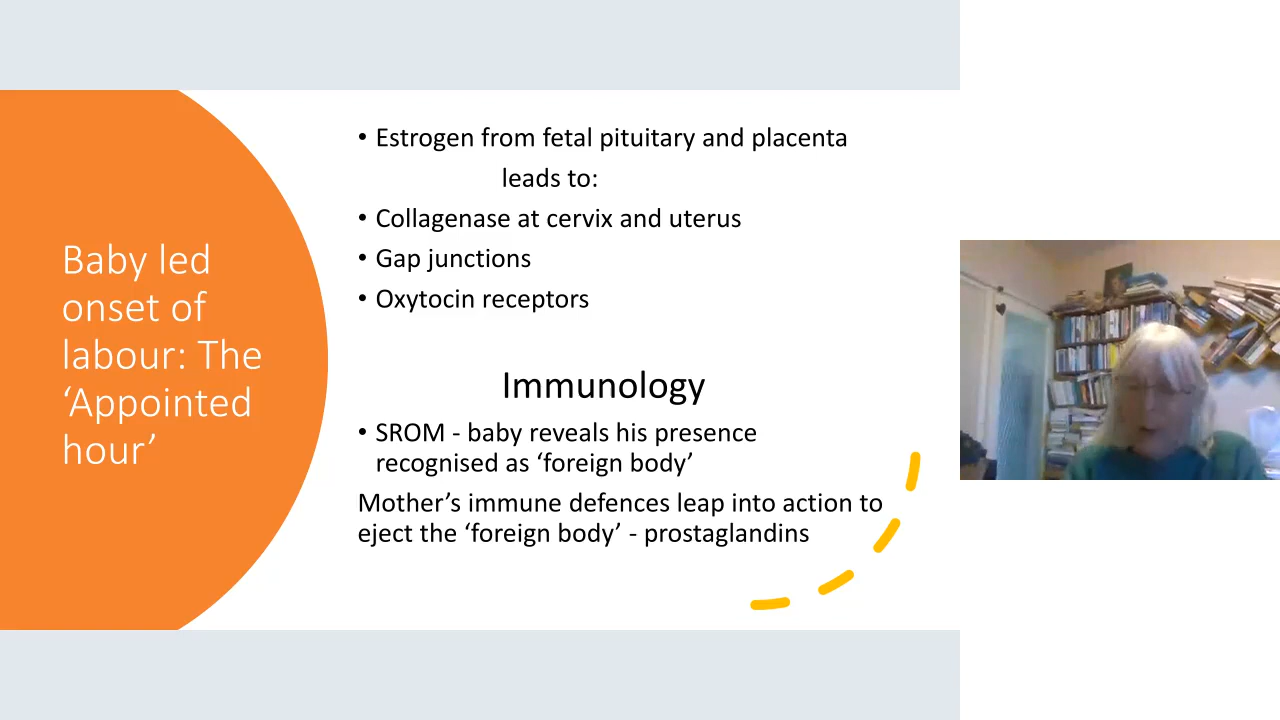 Baby led
onset of
labour: The
‘Appointed
hour’
• Estrogen from fetal pituitary and placenta
leads to:
• Collagenase at cervix and uterus
• Gap junctions
• Oxytocin receptors
Immunology
• SROM - baby reveals his presence
recognised as ‘foreign body’
Mother’s immune defences leap into action to
eject the ‘foreign body’ - prostaglandins